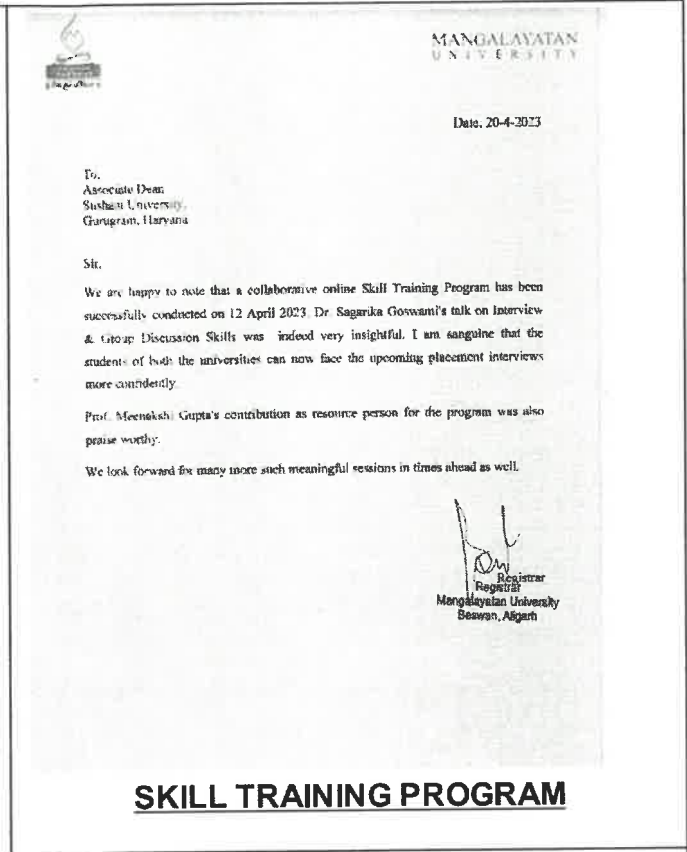 MANGALAYATAN
UNIVERSITY
Date. 20-4-2023
To,
Associate Dean
Sushant University,
Gurugram, Haryana
Sir,
We are happy to note that a collaborative online Skill Training Program has been
successfully conducted on 12 April 2023. Dr. Sagarika Goswami's talk on Interview
& Group Discussion Skills was indeed very insightful. I am sanguine that the
students of both the universities can now face the upcoming placement interviews
more confidently.
Prof. Meenakshi Gupta's contribution as resource person for the program was also
praise worthy.
We look forward for many more such meaningful sessions in times ahead as well.
Registrar
Registrar
Mangalayatan University
Beswan, Aligarh
SKILL TRAINING PROGRAM